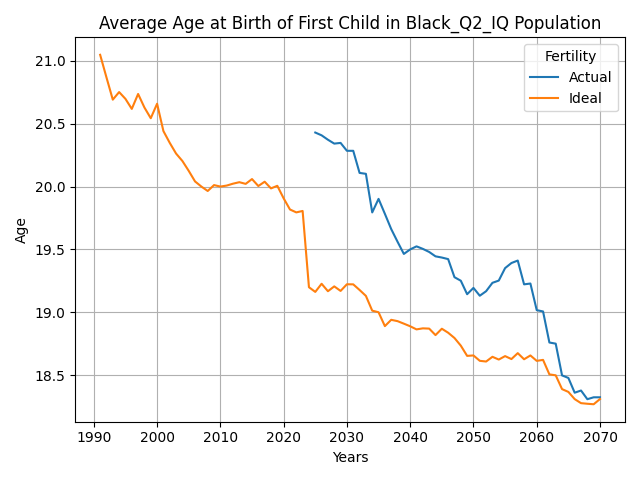 Average Age at Birth of First Child in Black_Q2_IQ Population
Fertility
Actual
Ideal
21.0
20.5
20.0
19.5
19.0
18.5
Age
1990 2000 2010 2020 2030 2040 2050 2060 2070
Years